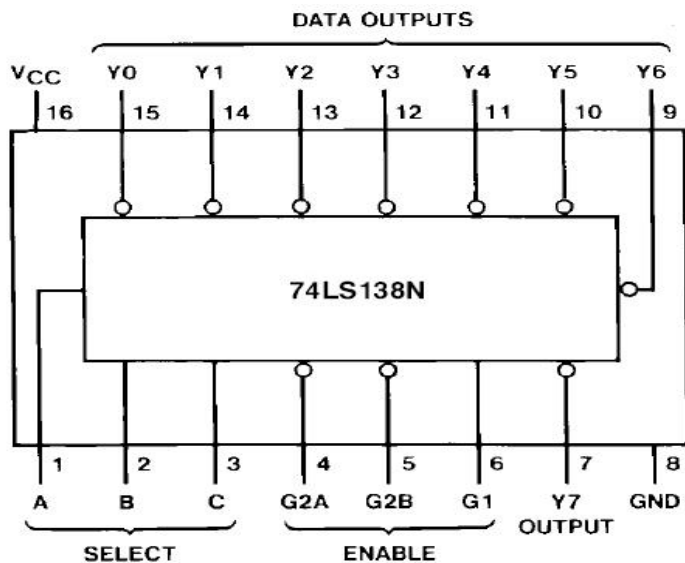 DATA OUTPUTS
VCC Y0 Y1 Y2 Y3 Y4 Y5 Y6
16 15 14 13 12 11 10 9
74LS138N
1 2 3 4 5 6 7 8
A B C G2A G2B G1 Y7 GND
OUTPUT
SELECT ENABLE